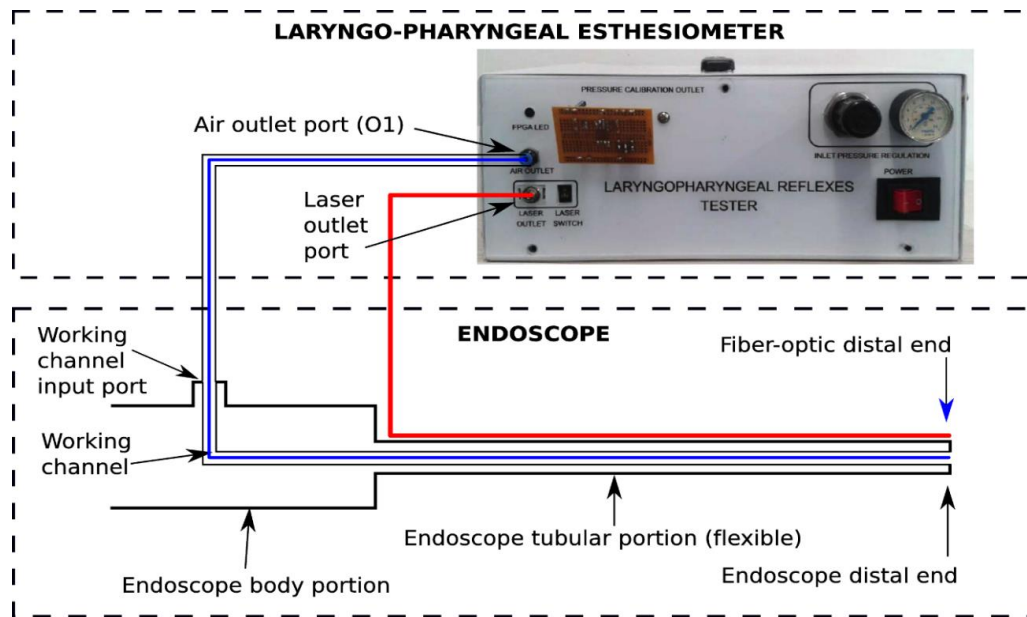 LARYNGO-PHARYNGEAL ESTHESIOMETER
PRESSURE CALIBRATION OUTLET
Air outlet port (O1)
FPGA LED
AIR OUTLET
INLET PRESSURE REGULATION
POWER
LARYNGOPHARYNGEAL REFLEXES
TESTER
Laser
outlet
port
LASER
OUTLET
LASER
SWITCH
ENDOSCOPE
Working
channel
input port
Fiber-optic distal end
Working
channel
Endoscope tubular portion (flexible)
Endoscope body portion
Endoscope distal end